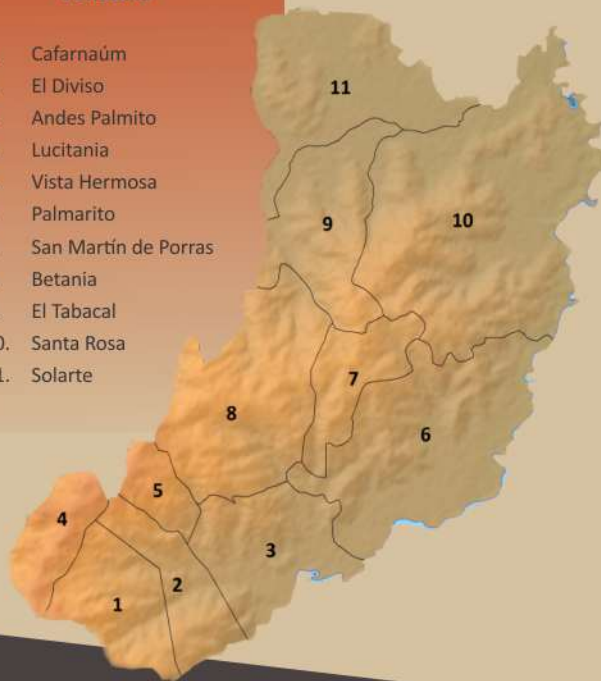 Cafarnaúm
El Diviso
Andes Palmito
Lucitania
Vista Hermosa
Palmarito
San Martín de Porras
Betania
El Tabacal
0. Santa Rosa
1. Solarte
11
9
10
7
8
6
5
4
3
2
1